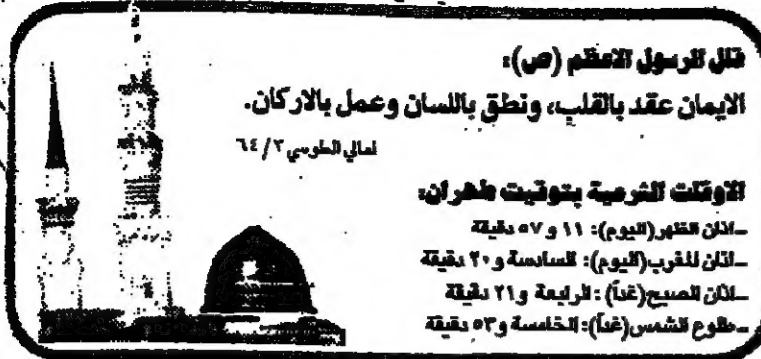 قال الرسول الاعظم (ص):
الايمان عقد بالقلب، ونطق باللسان وعمل بالاركان.
امالي الطوسي ٢/ ٦٤
الاوقات الشرعية بتوقيت طهران:
ـ اذان الظهر(اليوم): ١١ و ٥٧ دقيقة
ـ اذان المغرب(اليوم): السادسة و ٢٠ دقيقة
ـ اذان الصبح(غداً): الرابعة و ٢١ دقيقة
ـ طلوع الشمس(غداً): الخامسة و ٥٣ دقيقة